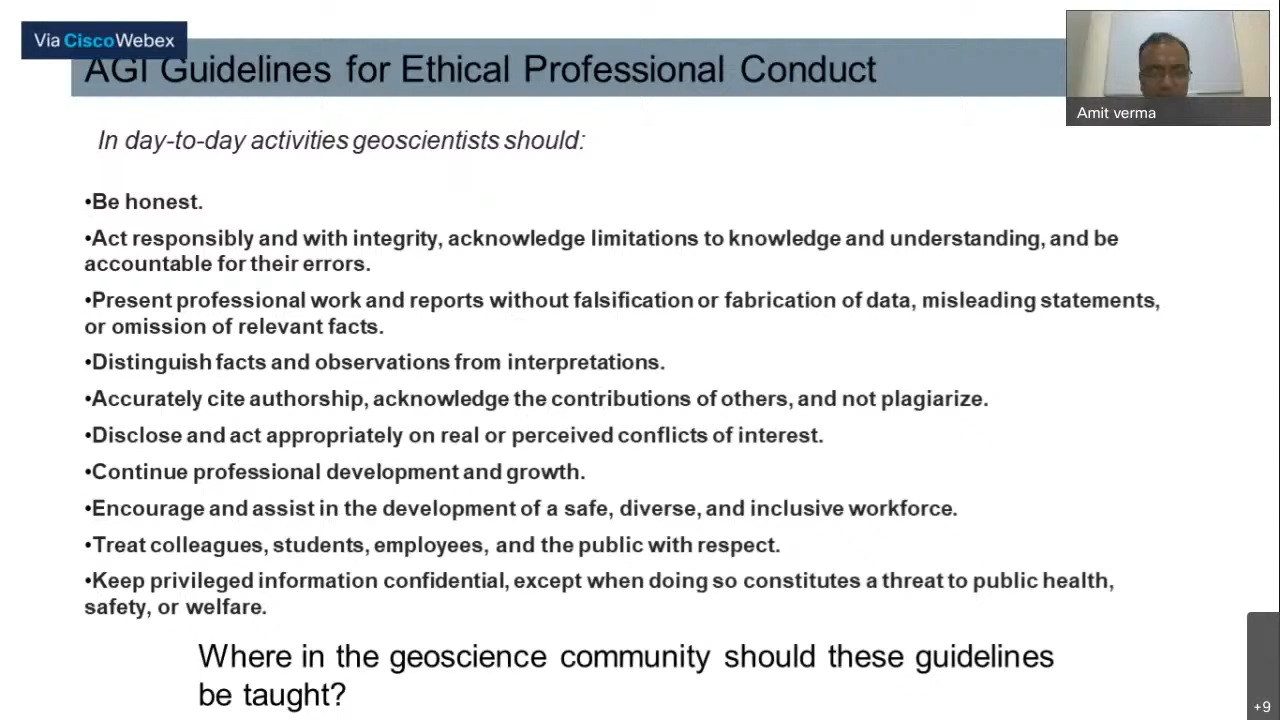 Via CiscoWebex
AGI Guidelines for Ethical Professional Conduct
Amit verma
In day-to-day activities geoscientists should:
•Be honest.
•Act responsibly and with integrity, acknowledge limitations to knowledge and understanding, and be
accountable for their errors.
•Present professional work and reports without falsification or fabrication of data, misleading statements,
or omission of relevant facts.
•Distinguish facts and observations from interpretations.
•Accurately cite authorship, acknowledge the contributions of others, and not plagiarize.
•Disclose and act appropriately on real or perceived conflicts of interest.
•Continue professional development and growth.
•Encourage and assist in the development of a safe, diverse, and inclusive workforce.
•Treat colleagues, students, employees, and the public with respect.
•Keep privileged information confidential, except when doing so constitutes a threat to public health,
safety, or welfare.
Where in the geoscience community should these guidelines
be taught?
+9